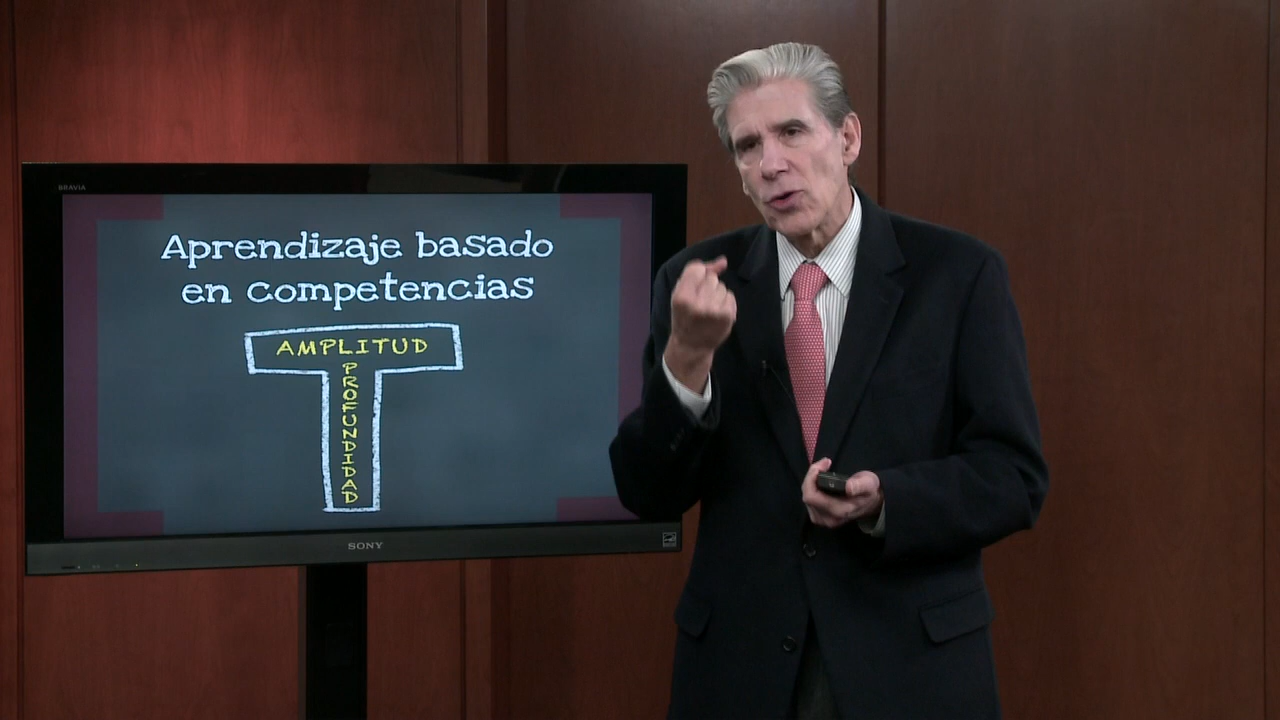 BRAVIA
Aprendizaje basado
en competencias
AMPLITUD
PROFUNDIDAD
SONY